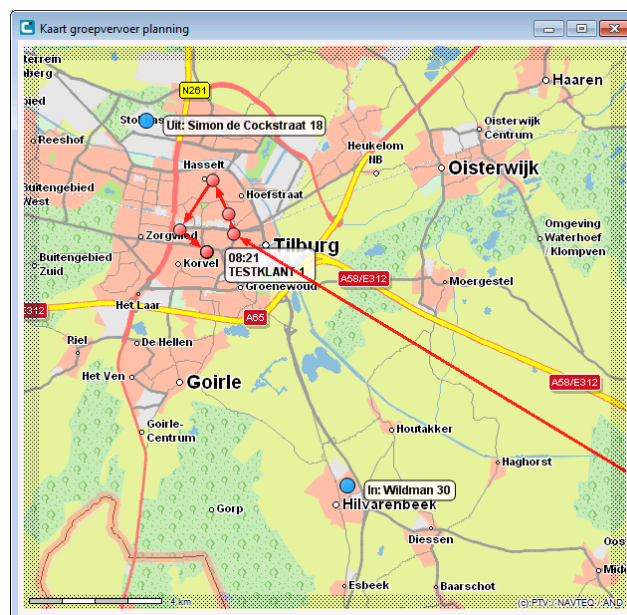 Kaart groepvervoer planning
terrein
N261
Haaren
Uit: Simon de Cockstraat 18
Oisterwijk
Centrum
Reeshof
Heukelom
NB
Hasselt
Oisterwijk
Buitengebied
West
Hoefstraat
Omgeving
Waterhoef
Klompven
Zorgvlied
Tilburg
Buitengebied
Zuid
Korvel
08:21
TESTKLANT 1
A58/E312
Moergestel
Groenewoud
Het Laar
E312
A65
Riel
De Hellen
Het Ven
Goirle
A58/E312
Goirle-
Centrum
Houtakker
Haghorst
In: Wildman 30
Hilvarenbeek
Gorp
Diessen
Esbeek
Baarschot
4 km
(c) PTV / NAVTEQ / AND